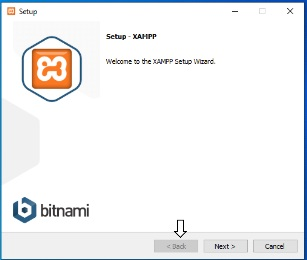 Setup
Setup - XAMPP
Welcome to the XAMPP Setup Wizard.
bitnami
< Back
Next >
Cancel